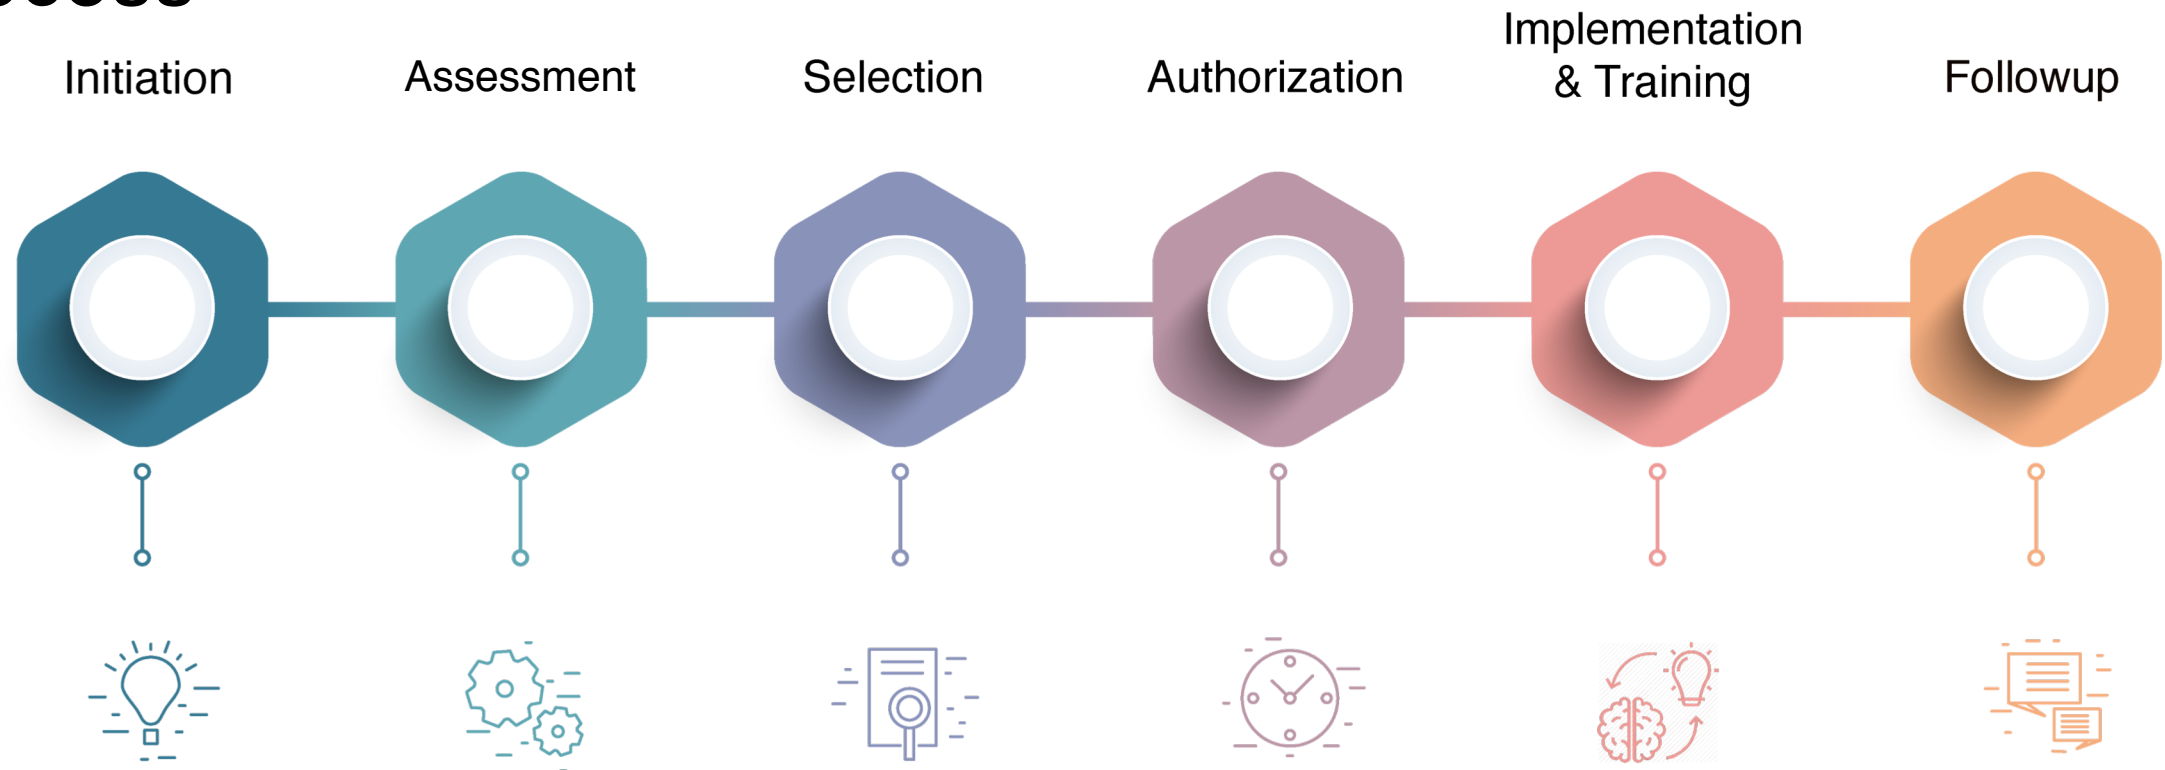 Initiation
Assessment
Selection
Authorization
Implementation
& Training
Followup